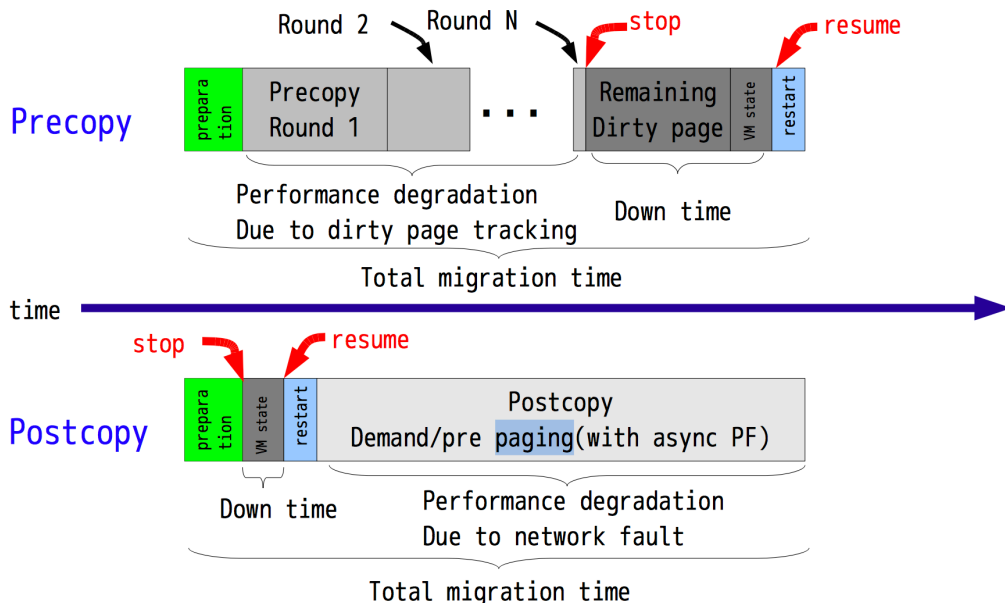 Round 2
Round N
stop
resume
Precopy
prepara
tion
Precopy
Round 1
...
Remaining
Dirty page
VM state
restart
Performance degradation
Due to dirty page tracking
Down time
Total migration time
time
stop
resume
Postcopy
prepara
tion
VM state
restart
Postcopy
Demand/pre paging(with async PF)
Down time
Performance degradation
Due to network fault
Total migration time